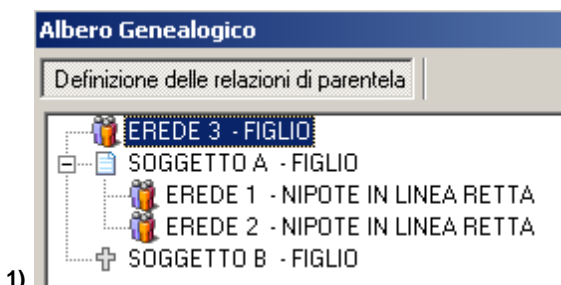 Albero Genealogico
Definizione delle relazioni di parentela
EREDE 3 - FIGLIO
SOGGETTO A - FIGLIO
EREDE 1 - NIPOTE IN LINEA RETTA
EREDE 2 - NIPOTE IN LINEA RETTA
SOGGETTO B - FIGLIO
1)